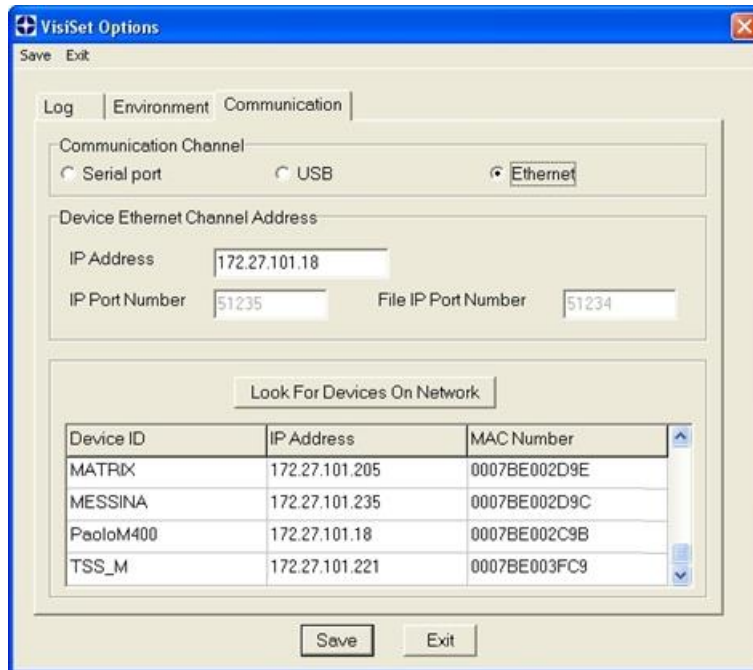 VisiSet Options
Save Exit
Log Environment Communication
Communication Channel
Serial port USB Ethernet
Device Ethernet Channel Address
IP Address 172.27.101.18
IP Port Number 51235 File IP Port Number 51234
Look For Devices On Network
Device ID IP Address MAC Number
MATRIX 172.27.101.205 0007BE002D9E
MESSINA 172.27.101.235 0007BE002D9C
PaoloM400 172.27.101.18 0007BE002C9B
TSS_M 172.27.101.221 0007BE003FC9
Save Exit